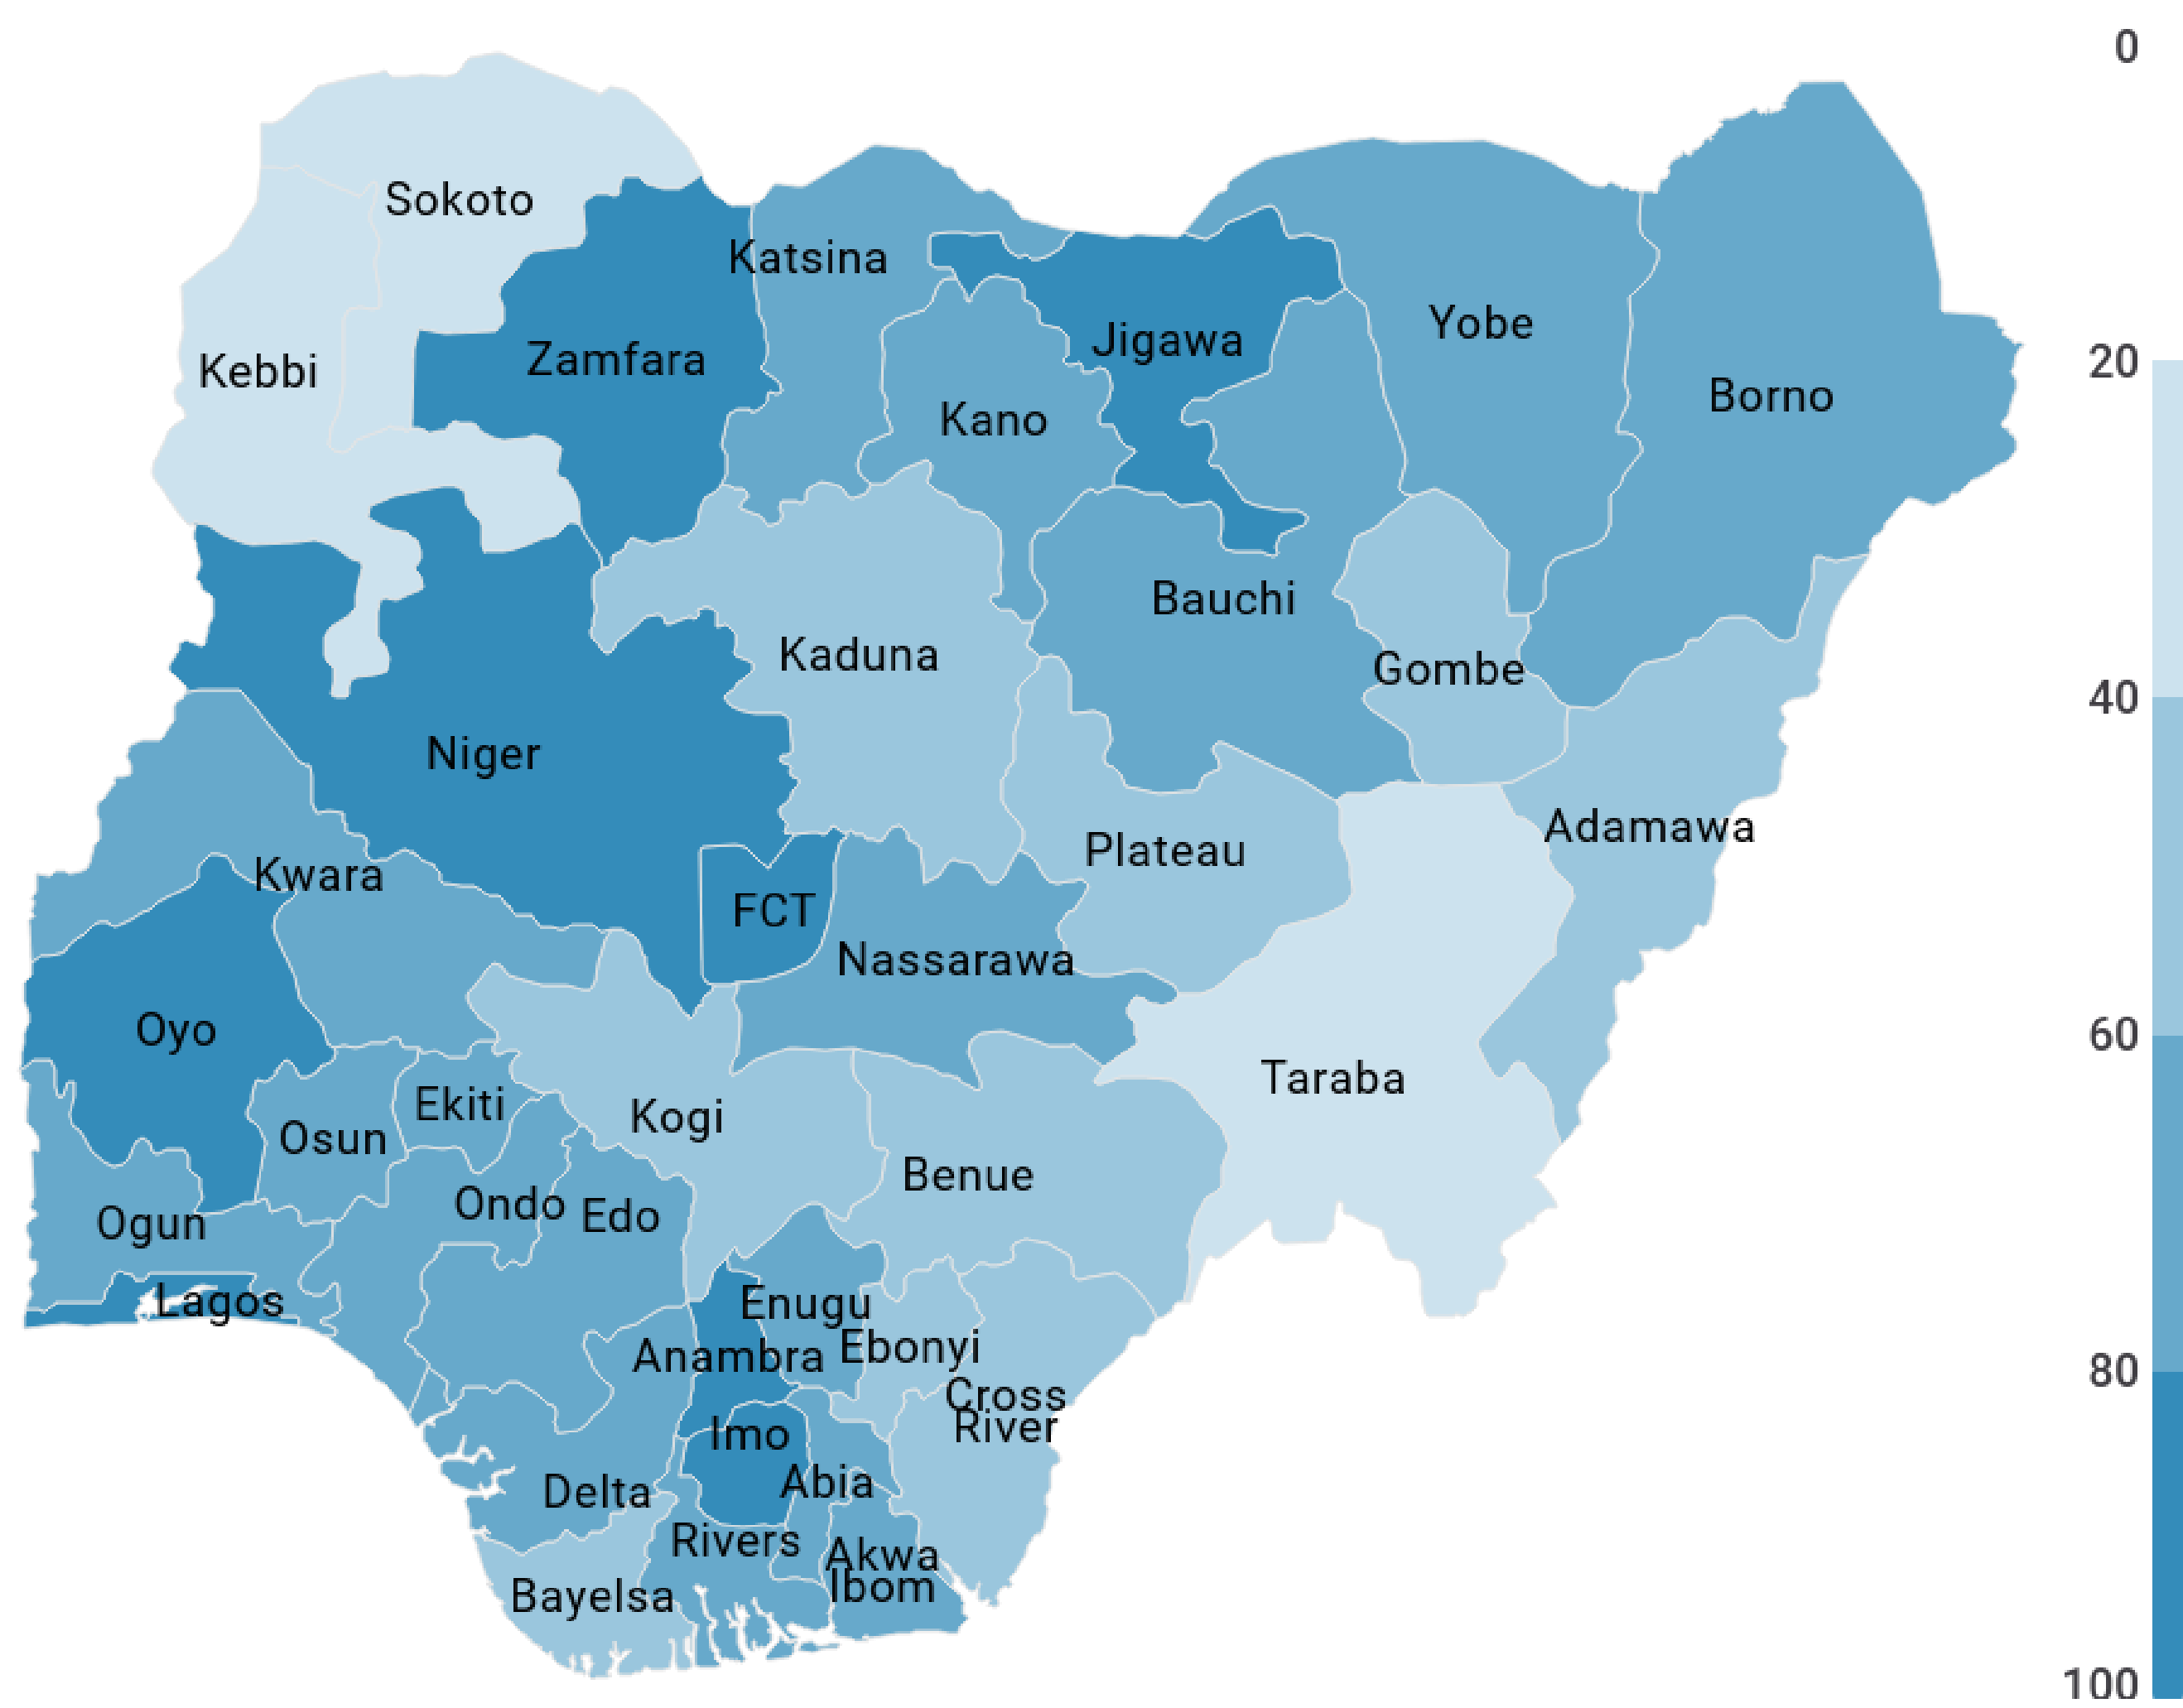 0
Sokoto
Katsina
Yobe
Jigawa
Zamfara
20
Kebbi
Borno
Kano
Bauchi
Kaduna
Gombe
40
Niger
Adamawa
Plateau
Kwara
FCT
Nassarawa
Oyo
60
Taraba
Ekiti
Kogi
Osun
Benue
Ondo
Edo
Ogun
Lagos
Enugu
Ebonyi
Anambra
80
Cross
River
Imo
Abia
Delta
Rivers
Akwa
Ibom
Bayelsa
100